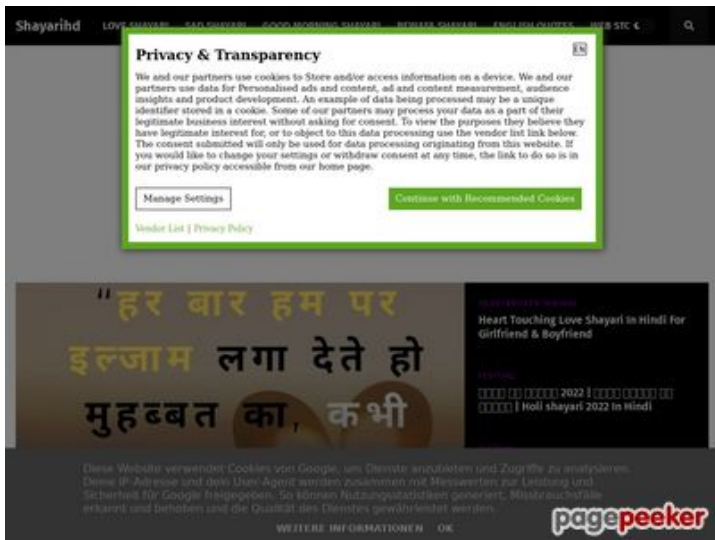 Shayarihd LOVE SHAYARI SAD SHAYARI GOOD MORNING SHAYARI BEWAFA SHAYARI ENGLISH QUOTES WEB STC
Privacy & Transparency EN
We and our partners use cookies to Store and/or access information on a device. We and our
partners use data for Personalised ads and content, ad and content measurement, audience
insights and product development. An example of data being processed may be a unique
identifier stored in a cookie. Some of our partners may process your data as a part of their
legitimate business interest without asking for consent. To view the purposes they believe they
have legitimate interest for, or to object to this data processing use the vendor list link below.
The consent submitted will only be used for data processing originating from this website. If
you would like to change your settings or withdraw consent at any time, the link to do so is in
our privacy policy accessible from our home page.
Manage Settings Continue with Recommended Cookies
Vendor List | Privacy Policy
"हर बार हम पर
इल्जाम लगा देते हो
मुहब्बत का, कभी
Heart Touching Love Shayari In Hindi For
Girlfriend & Boyfriend
FESTIVAL
2022 |
| Holi shayari 2022 In Hindi
Diese Website verwendet Cookies von Google, um Dienste anzubieten und Zugriffe zu analysieren.
Deine IP-Adresse und dein User-Agent werden zusammen mit Messwerten zur Leistung und
Sicherheit für Google freigegeben. So können Nutzungsstatistiken generiert, Missbrauchsfälle
erkannt und behoben und die Qualität des Dienstes gewährleistet werden.
WEITERE INFORMATIONEN OK
pagepeeker